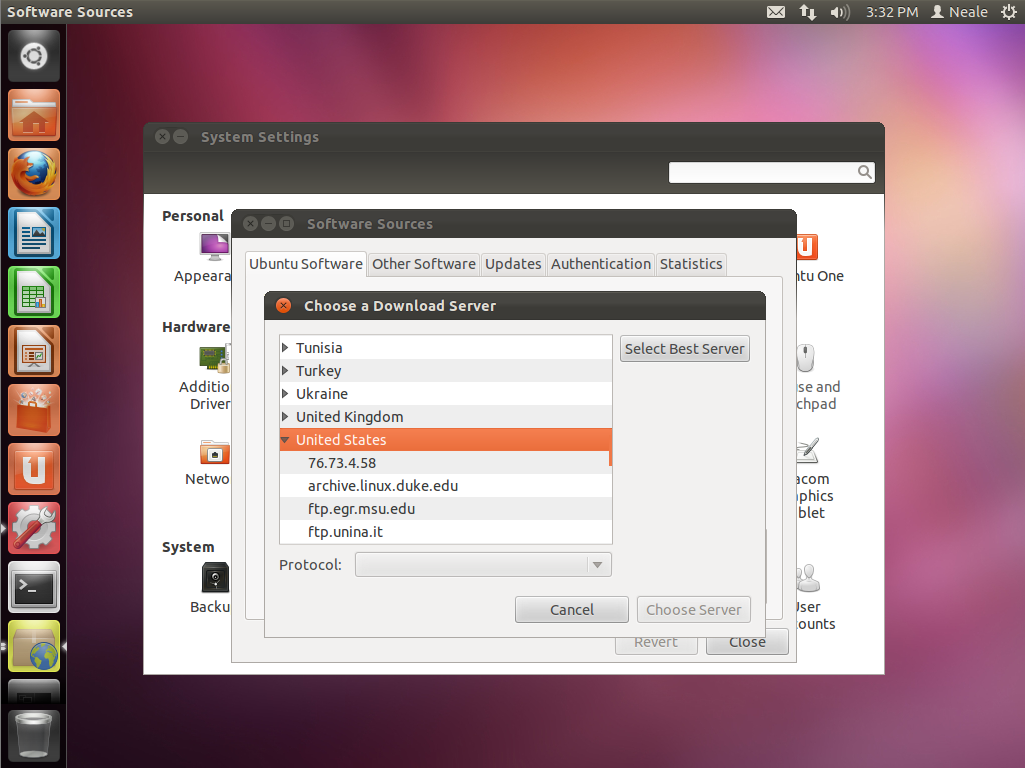 Software Sources
3:32 PM Neale
System Settings
Personal
Software Sources
Appeara
ntu One
Ubuntu Software Other Software Updates Authentication Statistics
Choose a Download Server
Hardware
Tunisia
Select Best Server
Turkey
Additio
Driver
use and
chpad
Ukraine
United Kingdom
United States
76.73.4.58
Netwo
acom
phics
blet
archive.linux.duke.edu
ftp.egr.msu.edu
ftp.unina.it
System
Protocol:
Backu
User
ounts
Cancel Choose Server
Revert Close